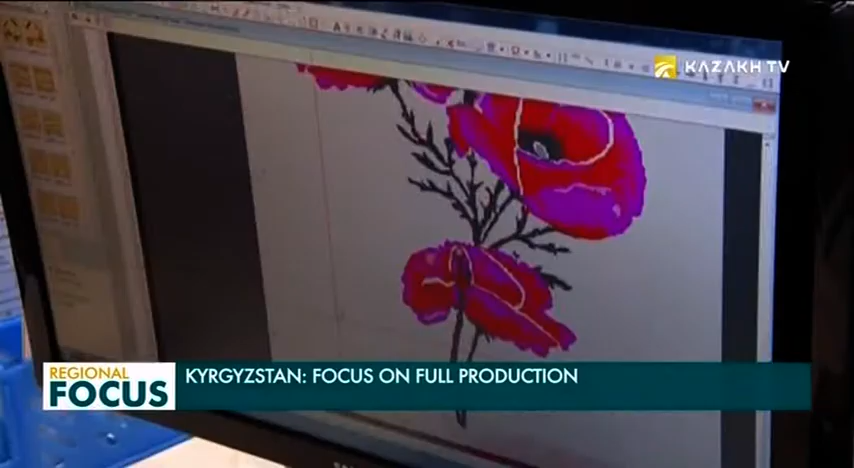 KAZAKH TV
REGIONAL
FOCUS
KYRGYZSTAN: FOCUS ON FULL PRODUCTION